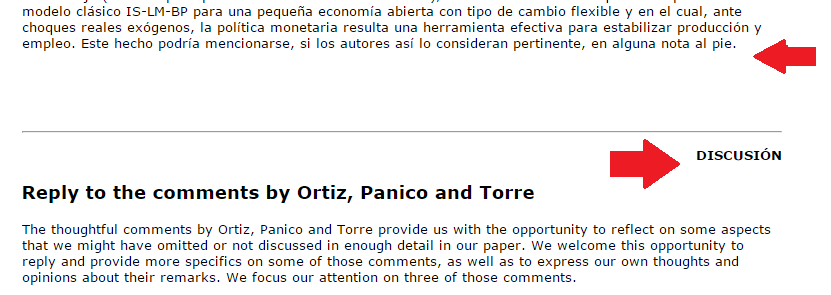 modelo clásico IS-LM-BP para una pequeña economía abierta con tipo de cambio flexible y en el cual, ante
choques reales exógenos, la política monetaria resulta una herramienta efectiva para estabilizar producción y
empleo. Este hecho podría mencionarse, si los autores así lo consideran pertinente, en alguna nota al pie.
DISCUSIÓN
Reply to the comments by Ortiz, Panico and Torre
The thoughtful comments by Ortiz, Panico and Torre provide us with the opportunity to reflect on some aspects
that we might have omitted or not discussed in enough detail in our paper. We welcome this opportunity to
reply and provide more specifics on some of those comments, as well as to express our own thoughts and
opinions about their remarks. We focus our attention on three of those comments.